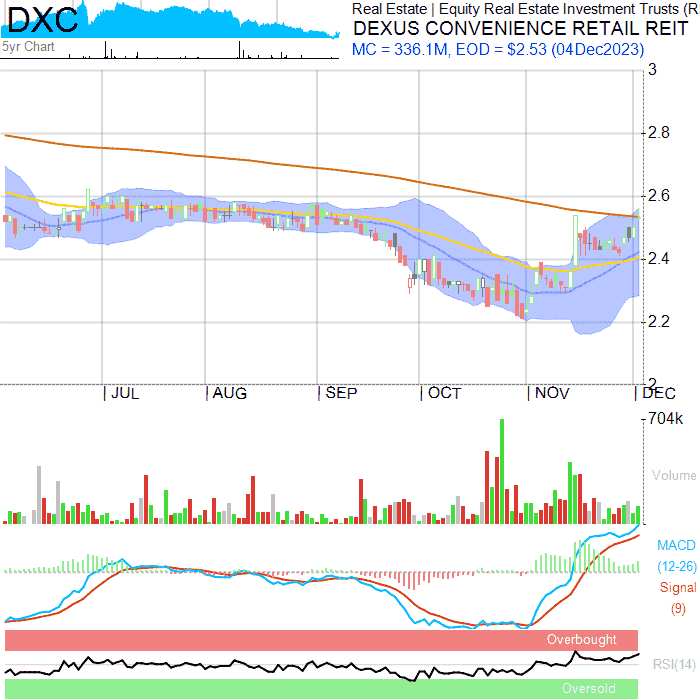 DXC
Real Estate | Equity Real Estate Investment Trusts (R
DEXUS CONVENIENCE RETAIL REIT
MC = 336.1M, EOD = $2.53 (04Dec2023)
5yr Chart
3
2.8
2.6
2.4
2.2
2
JUL AUG SEP OCT NOV DEC
704k
Volume
MACD
(12-26)
Signal
(9)
Overbought
RSI(14)
Oversold